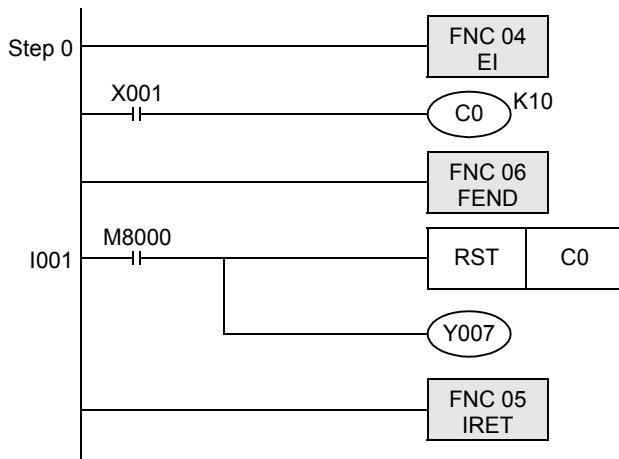 Step 0
FNC 04
EI
X001
C0
K10
FNC 06
FEND
M8000
I001
RST
C0
Y007
FNC 05
IRET